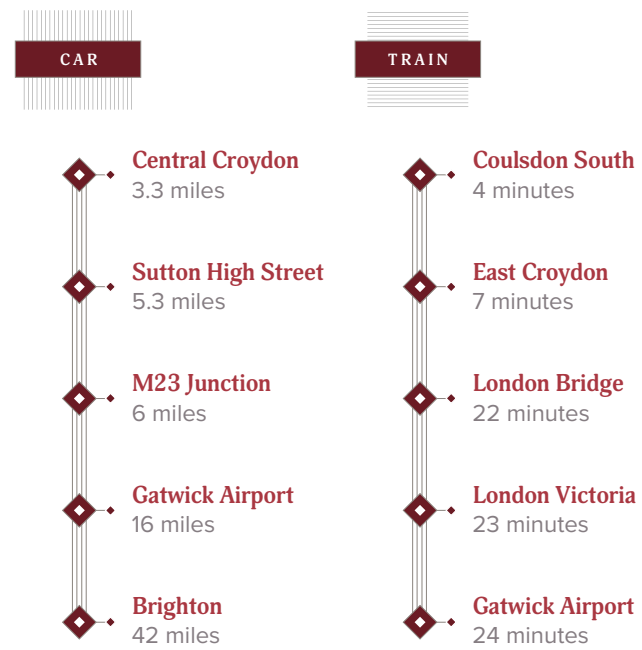 CAR
Central Croydon
3.3 miles
Sutton High Street
5.3 miles
M23 Junction
6 miles
Gatwick Airport
16 miles
Brighton
42 miles
TRAIN
Coulsdon South
4 minutes
East Croydon
7 minutes
London Bridge
22 minutes
London Victoria
23 minutes
Gatwick Airport
24 minutes